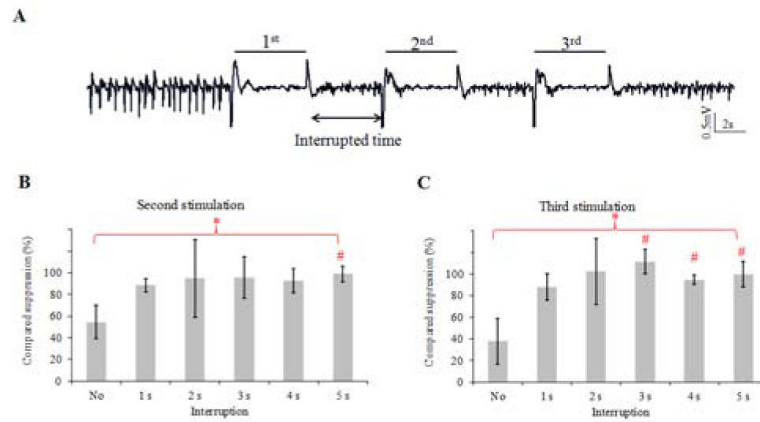 A
1st 2nd 3rd
Interrupted time
0.5mV
2s
B
Second stimulation
*
#
Compared suppression (%)
100
80
60
40
20
0
No 1 s 2 s 3 s 4 s 5 s
Interruption
C
Third stimulation
*
# # #
Compared suppression (%)
100
80
60
40
20
0
No 1 s 2 s 3 s 4 s 5 s
Interruption